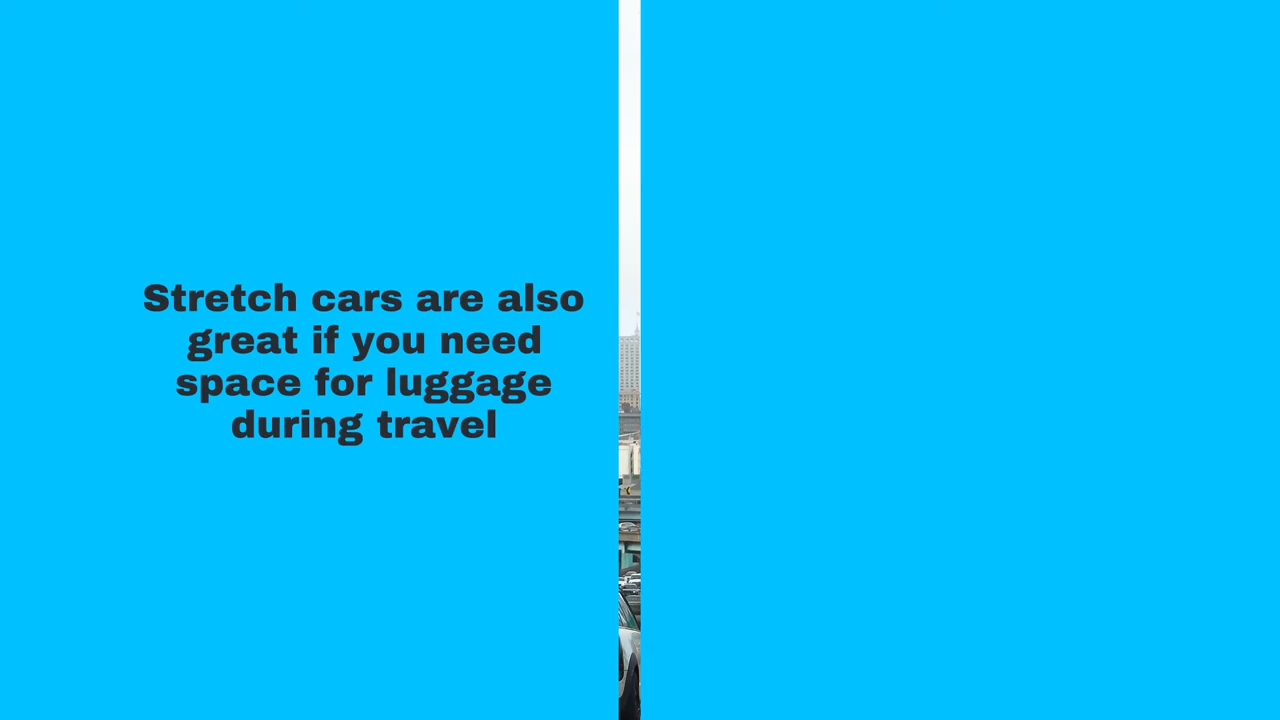 Stretch cars are also
great if you need
space for luggage
during travel